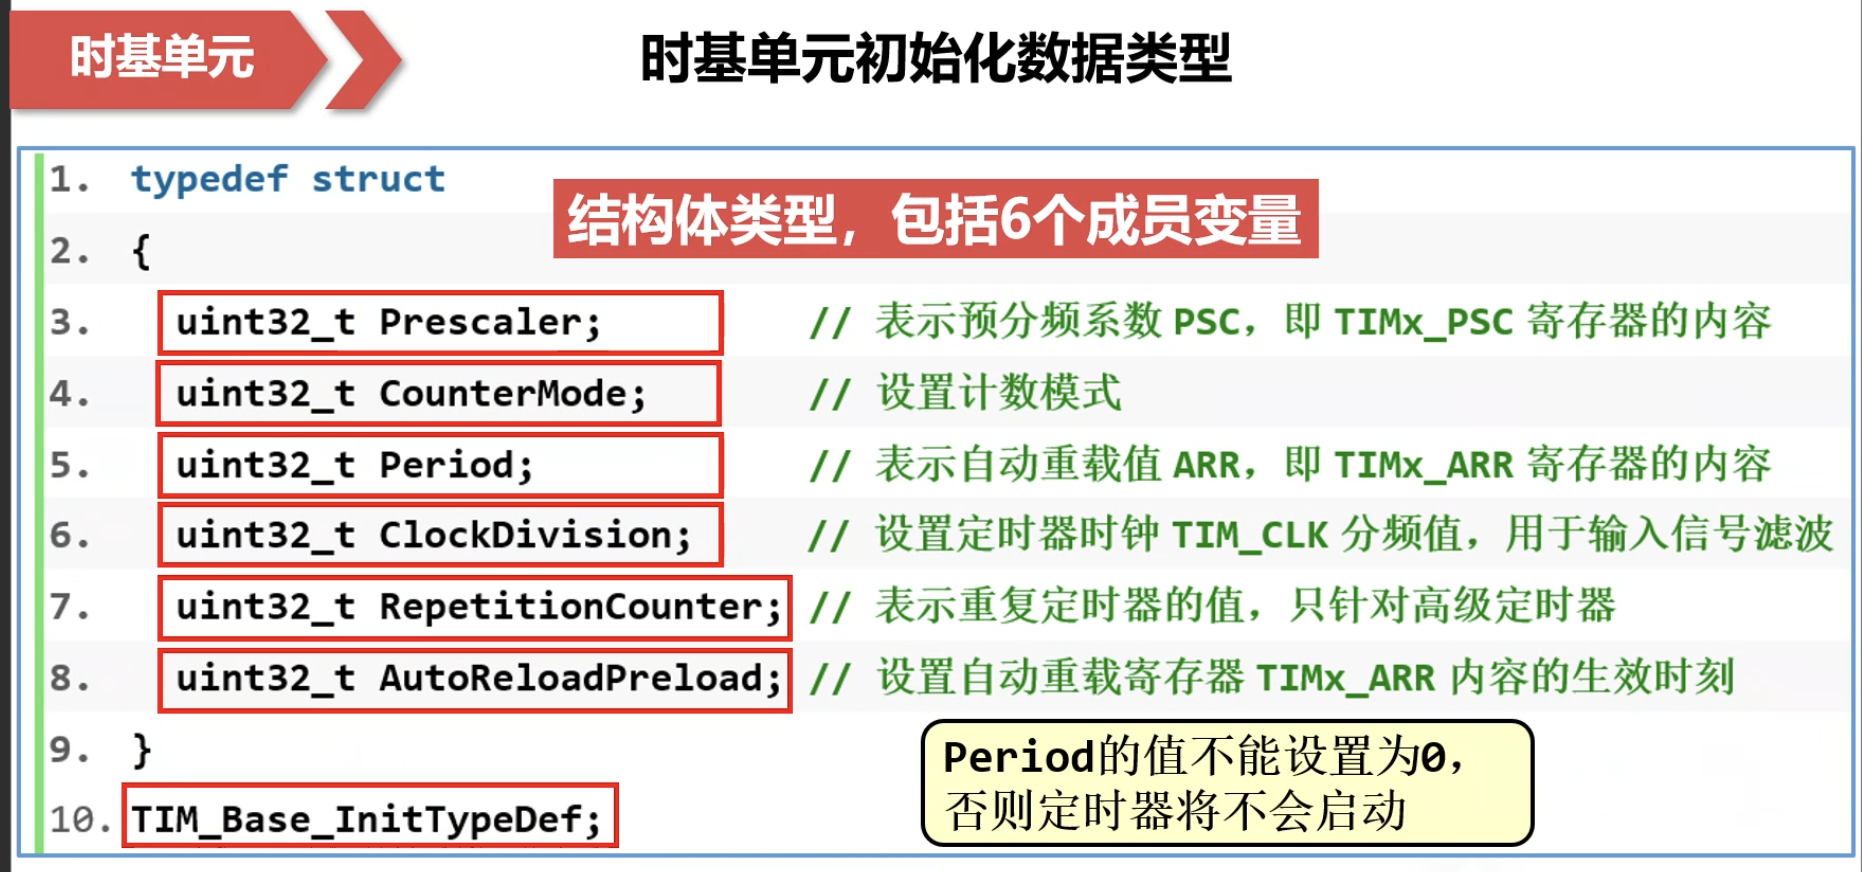 时基单元
时基单元初始化数据类型
1. typedef struct
结构体类型，包括6个成员变量
2. {
3. uint32_t Prescaler; // 表示预分频系数 PSC，即 TIMx_PSC 寄存器的内容
4. uint32_t CounterMode; // 设置计数模式
5. uint32_t Period; // 表示自动重载值 ARR，即 TIMx_ARR 寄存器的内容
6. uint32_t ClockDivision; // 设置定时器时钟 TIM_CLK 分频值，用于输入信号滤波
7. uint32_t RepetitionCounter; // 表示重复定时器的值，只针对高级定时器
8. uint32_t AutoReloadPreload; // 设置自动重载寄存器 TIMx_ARR 内容的生效时刻
9. }
Period的值不能设置为0，
否则定时器将不会启动
10. TIM_Base_InitTypeDef;